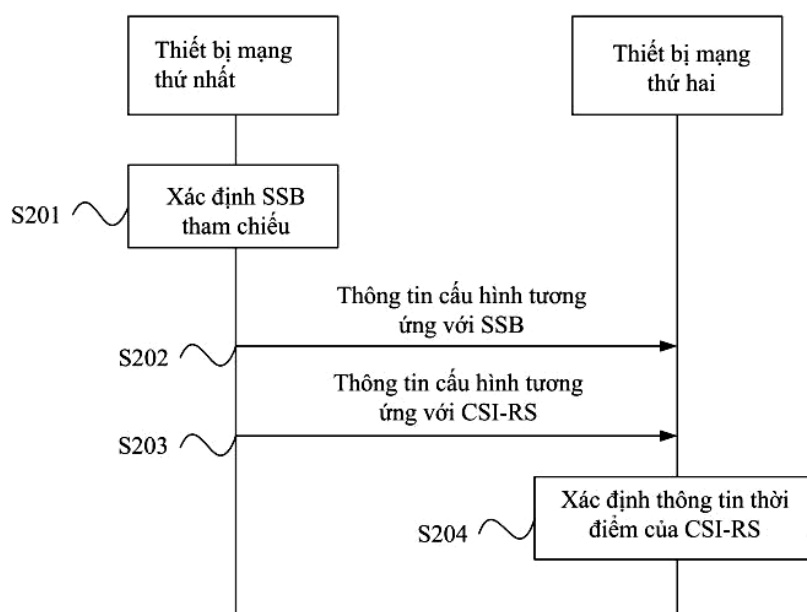 Thiết bị mạng
thứ nhất
Thiết bị mạng
thứ hai
S201
Xác định SSB
tham chiếu
Thông tin cấu hình tương
ứng với SSB
S202
Thông tin cấu hình tương
ứng với CSI-RS
S203
Xác định thông tin thời
điểm của CSI-RS
S204